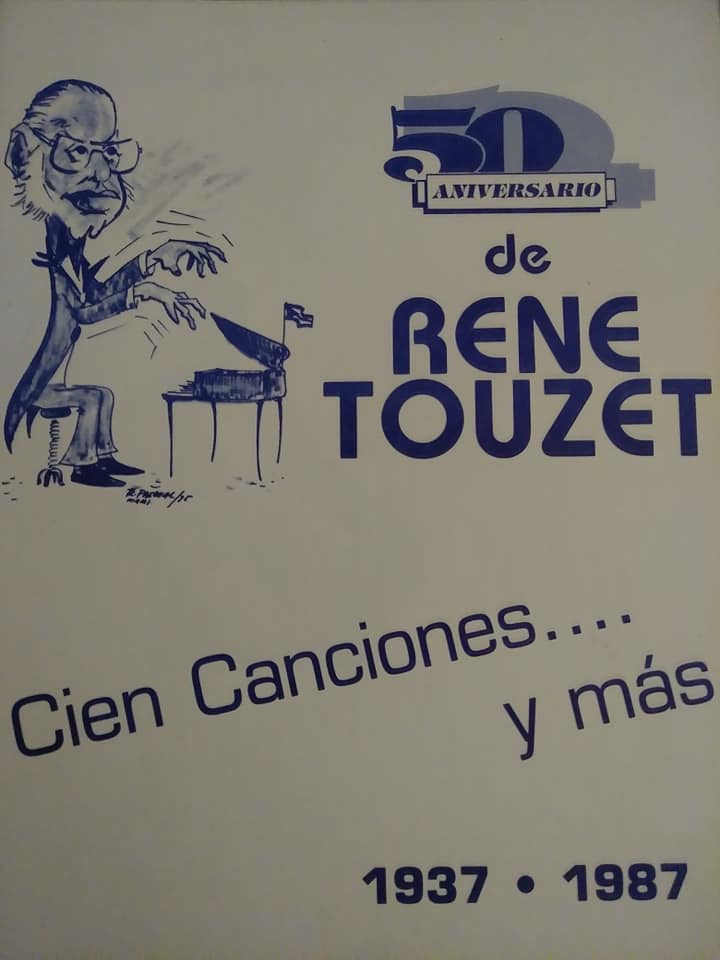 50
ANIVERSARIO
de
RENE
TOUZET
Cien Canciones....
y más
1937 • 1987